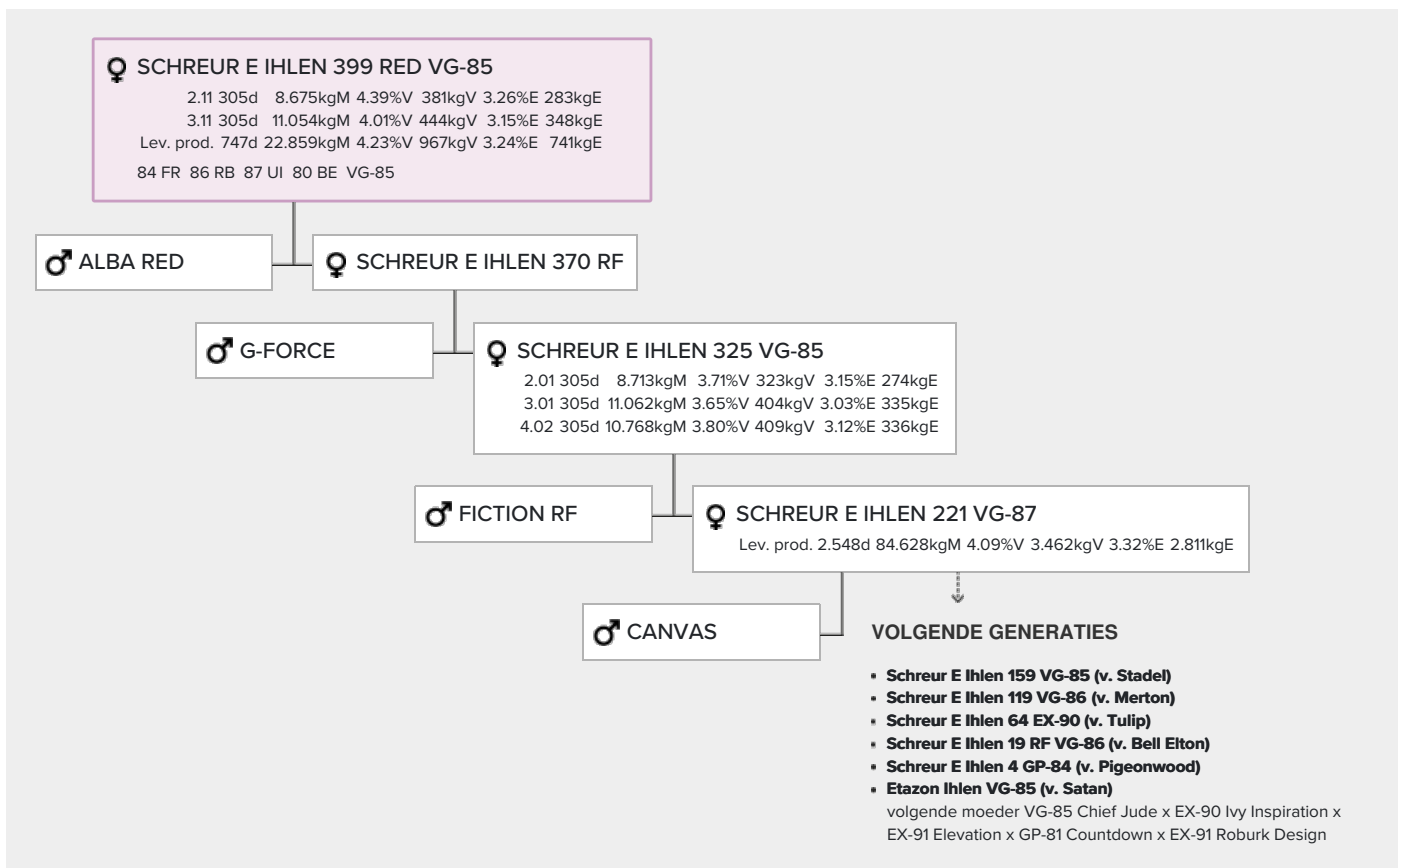 SCHREUR E IHLEN 399 RED VG-85
2.11 305d 8.675kgM 4.39%V 381kgV 3.26%E 283kgE
3.11 305d 11.054kgM 4.01%V 444kgV 3.15%E 348kgE
Lev. prod. 747d 22.859kgM 4.23%V 967kgV 3.24%E 741kgE
84 FR 86 RB 87 UI 80 BE VG-85
ALBA RED
SCHREUR E IHLEN 370 RF
G-FORCE
SCHREUR E IHLEN 325 VG-85
2.01 305d 8.713kgM 3.71%V 323kgV 3.15%E 274kgE
3.01 305d 11.062kgM 3.65%V 404kgV 3.03%E 335kgE
4.02 305d 10.768kgM 3.80%V 409kgV 3.12%E 336kgE
FICTION RF
SCHREUR E IHLEN 221 VG-87
Lev. prod. 2.548d 84.628kgM 4.09%V 3.462kgV 3.32%E 2.811kgE
CANVAS
VOLGENDE GENERATIES
Schreur E Ihlen 159 VG-85 (v. Stadel)
Schreur E Ihlen 119 VG-86 (v. Merton)
Schreur E Ihlen 64 EX-90 (v. Tulip)
Schreur E Ihlen 19 RF VG-86 (v. Bell Elton)
Schreur E Ihlen 4 GP-84 (v. Pigeonwood)
Etazon Ihlen VG-85 (v. Satan)
volgende moeder VG-85 Chief Jude x EX-90 Ivy Inspiration x
EX-91 Elevation x GP-81 Countdown x EX-91 Roburk Design